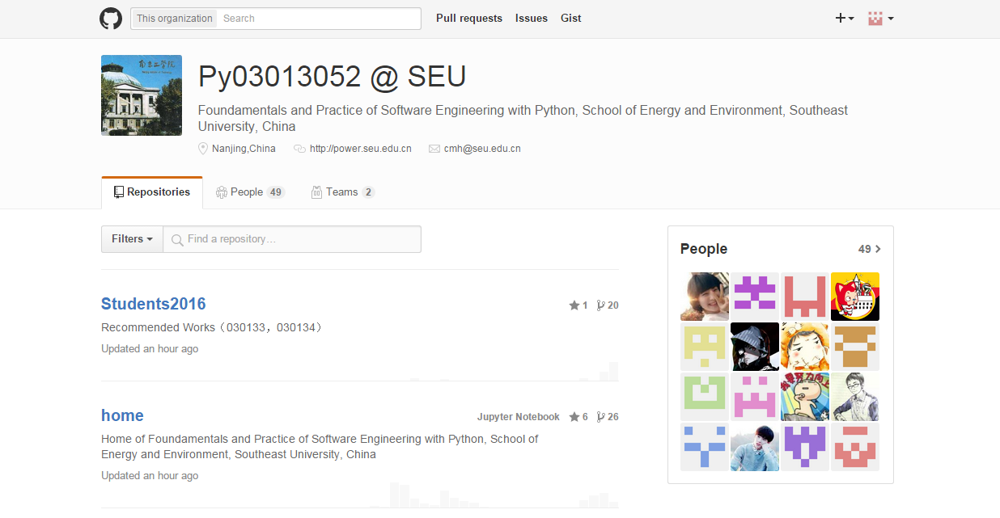 This organization Search Pull requests Issues Gist
Py03013052 @ SEU
Foundamentals and Practice of Software Engineering with Python, School of Energy and Environment, Southeast
University, China
Nanjing,China http://power.seu.edu.cn cmh@seu.edu.cn
Repositories People 49 Teams 2
Filters Find a repository...
People 49
Students2016 1 20
Recommended Works（030133，030134）
Updated an hour ago
home Jupyter Notebook 6 26
Home of Foundamentals and Practice of Software Engineering with Python, School of
Energy and Environment, Southeast University, China
Updated an hour ago